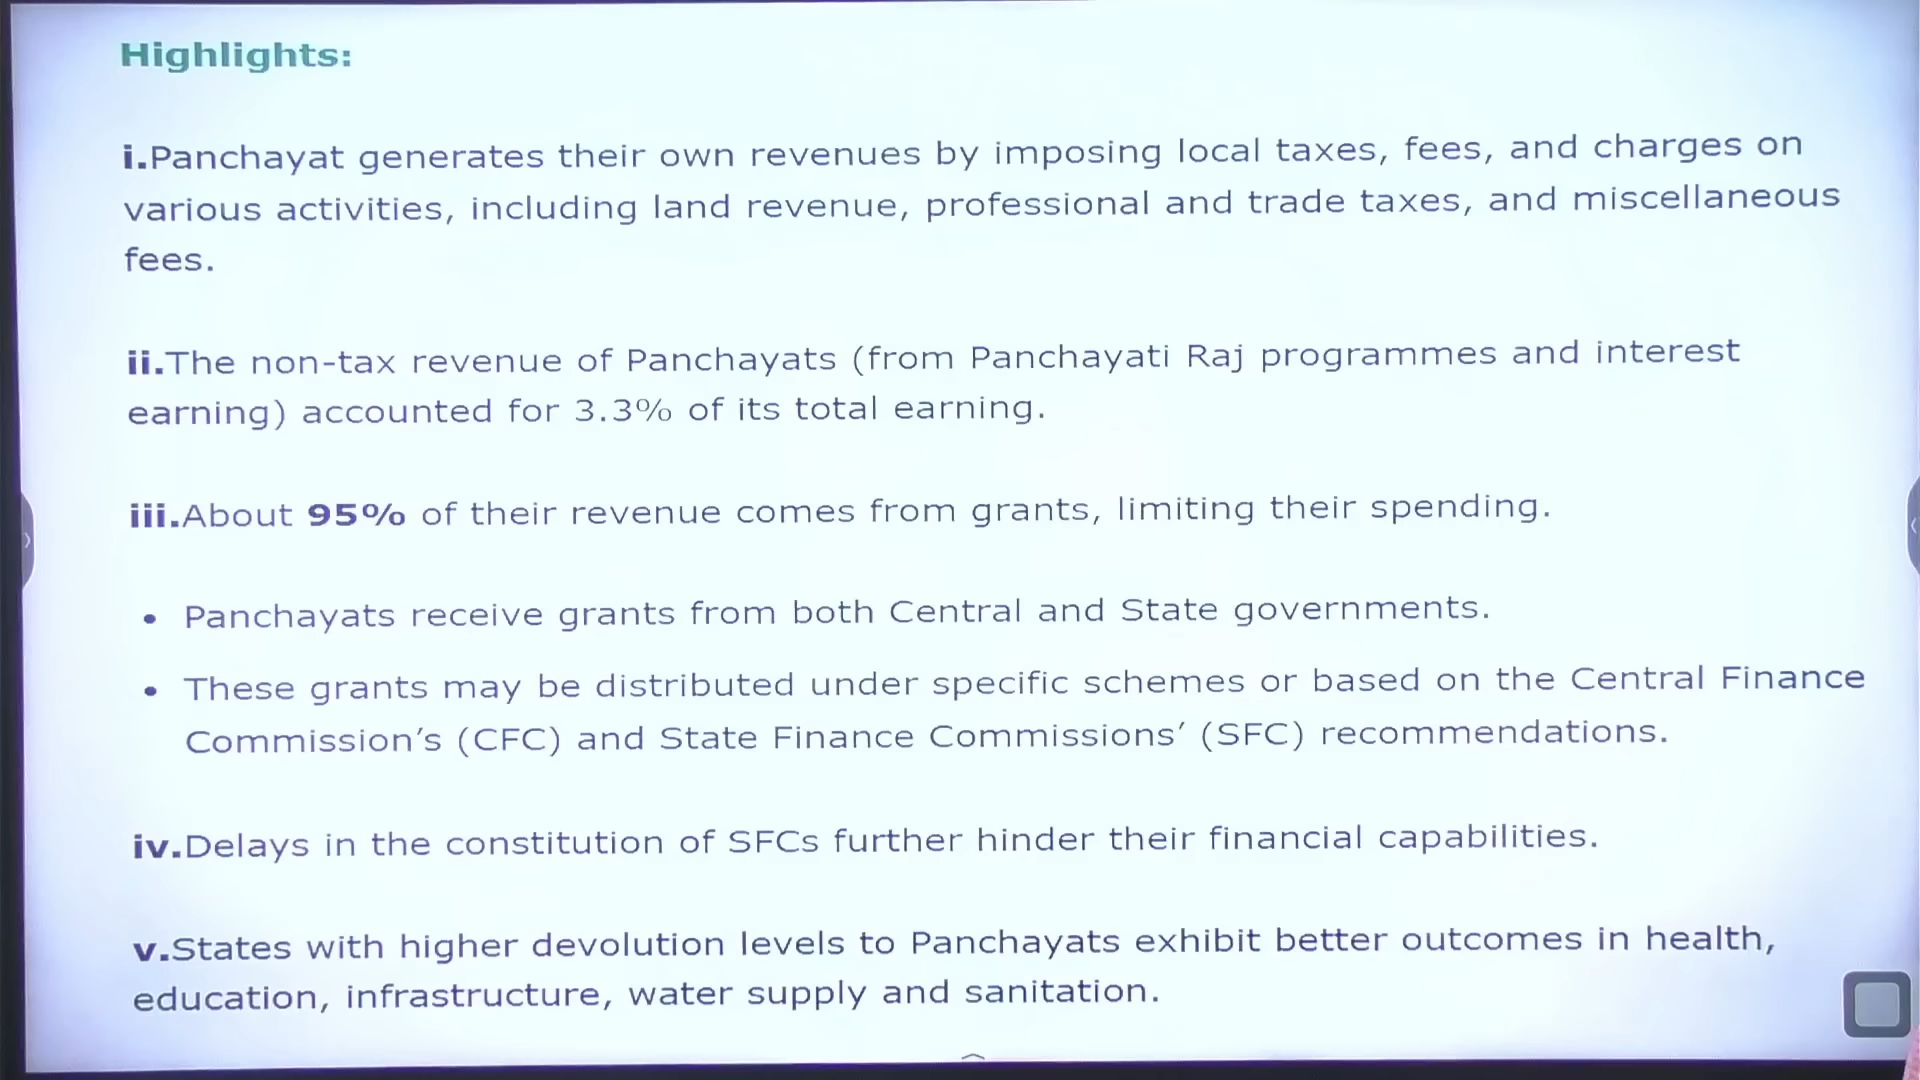 Highlights:
i.Panchayat generates their own revenues by imposing local taxes, fees, and charges on
various activities, including land revenue, professional and trade taxes, and miscellaneous
fees.
ii.The non-tax revenue of Panchayats (from Panchayati Raj programmes and interest
earning) accounted for 3.3% of its total earning.
iii.About 95% of their revenue comes from grants, limiting their spending.
• Panchayats receive grants from both Central and State governments.
• These grants may be distributed under specific schemes or based on the Central Finance
Commission’s (CFC) and State Finance Commissions’ (SFC) recommendations.
iv.Delays in the constitution of SFCs further hinder their financial capabilities.
v.States with higher devolution levels to Panchayats exhibit better outcomes in health,
education, infrastructure, water supply and sanitation.